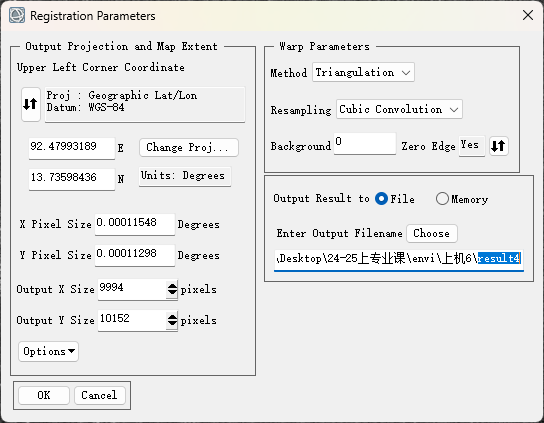 Registration Parameters
Output Projection and Map Extent
Upper Left Corner Coordinate
Proj : Geographic Lat/Lon
Datum: WGS-84
92.47993189 E
Change Proj...
13.73598436 N
Units: Degrees
X Pixel Size 0.00011548 Degrees
Y Pixel Size 0.00011298 Degrees
Output X Size 9994 pixels
Output Y Size 10152 pixels
Options
OK
Cancel
Warp Parameters
Method Triangulation
Resampling Cubic Convolution
Background 0 Zero Edge Yes
Output Result to File Memory
Enter Output Filename Choose
\Desktop\24-25上专业课\envi\上机6\result4